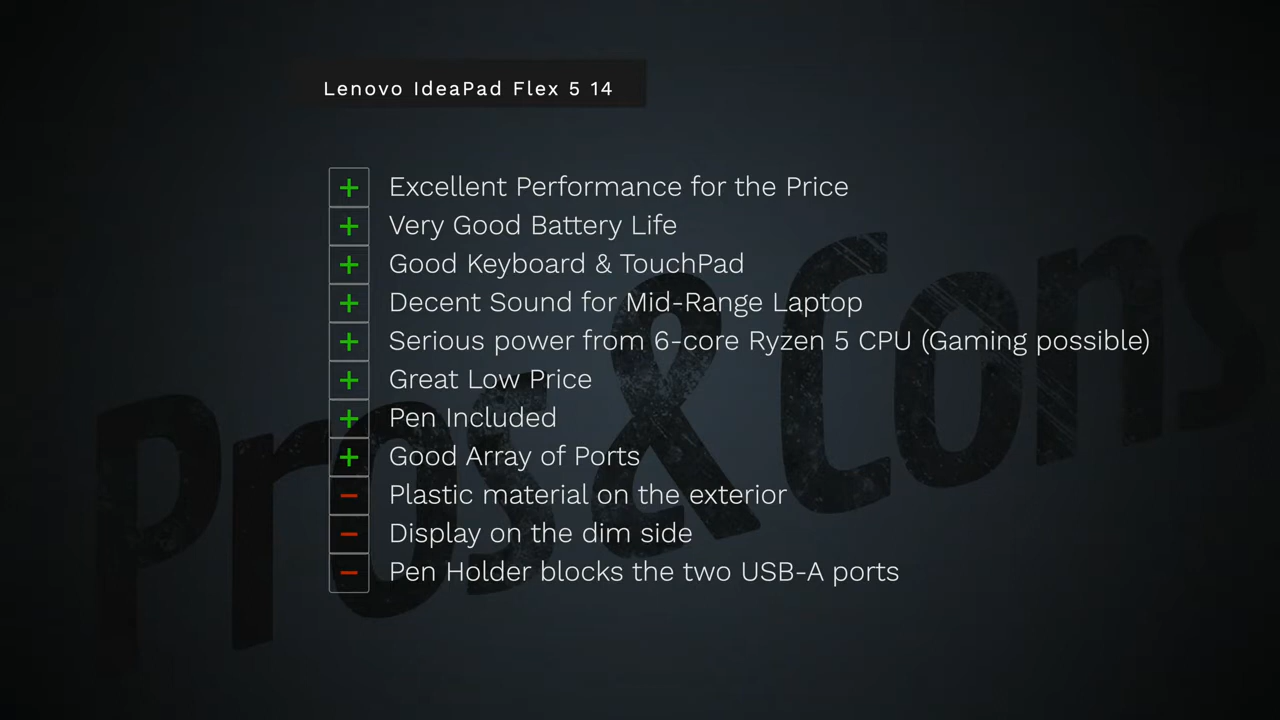 Lenovo IdeaPad Flex 5 14
+ Excellent Performance for the Price
+ Very Good Battery Life
+ Good Keyboard & TouchPad
+ Decent Sound for Mid-Range Laptop
+ Serious power from 6-core Ryzen 5 CPU (Gaming possible)
+ Great Low Price
+ Pen Included
+ Good Array of Ports
- Plastic material on the exterior
- Display on the dim side
- Pen Holder blocks the two USB-A ports
Pros & Cons